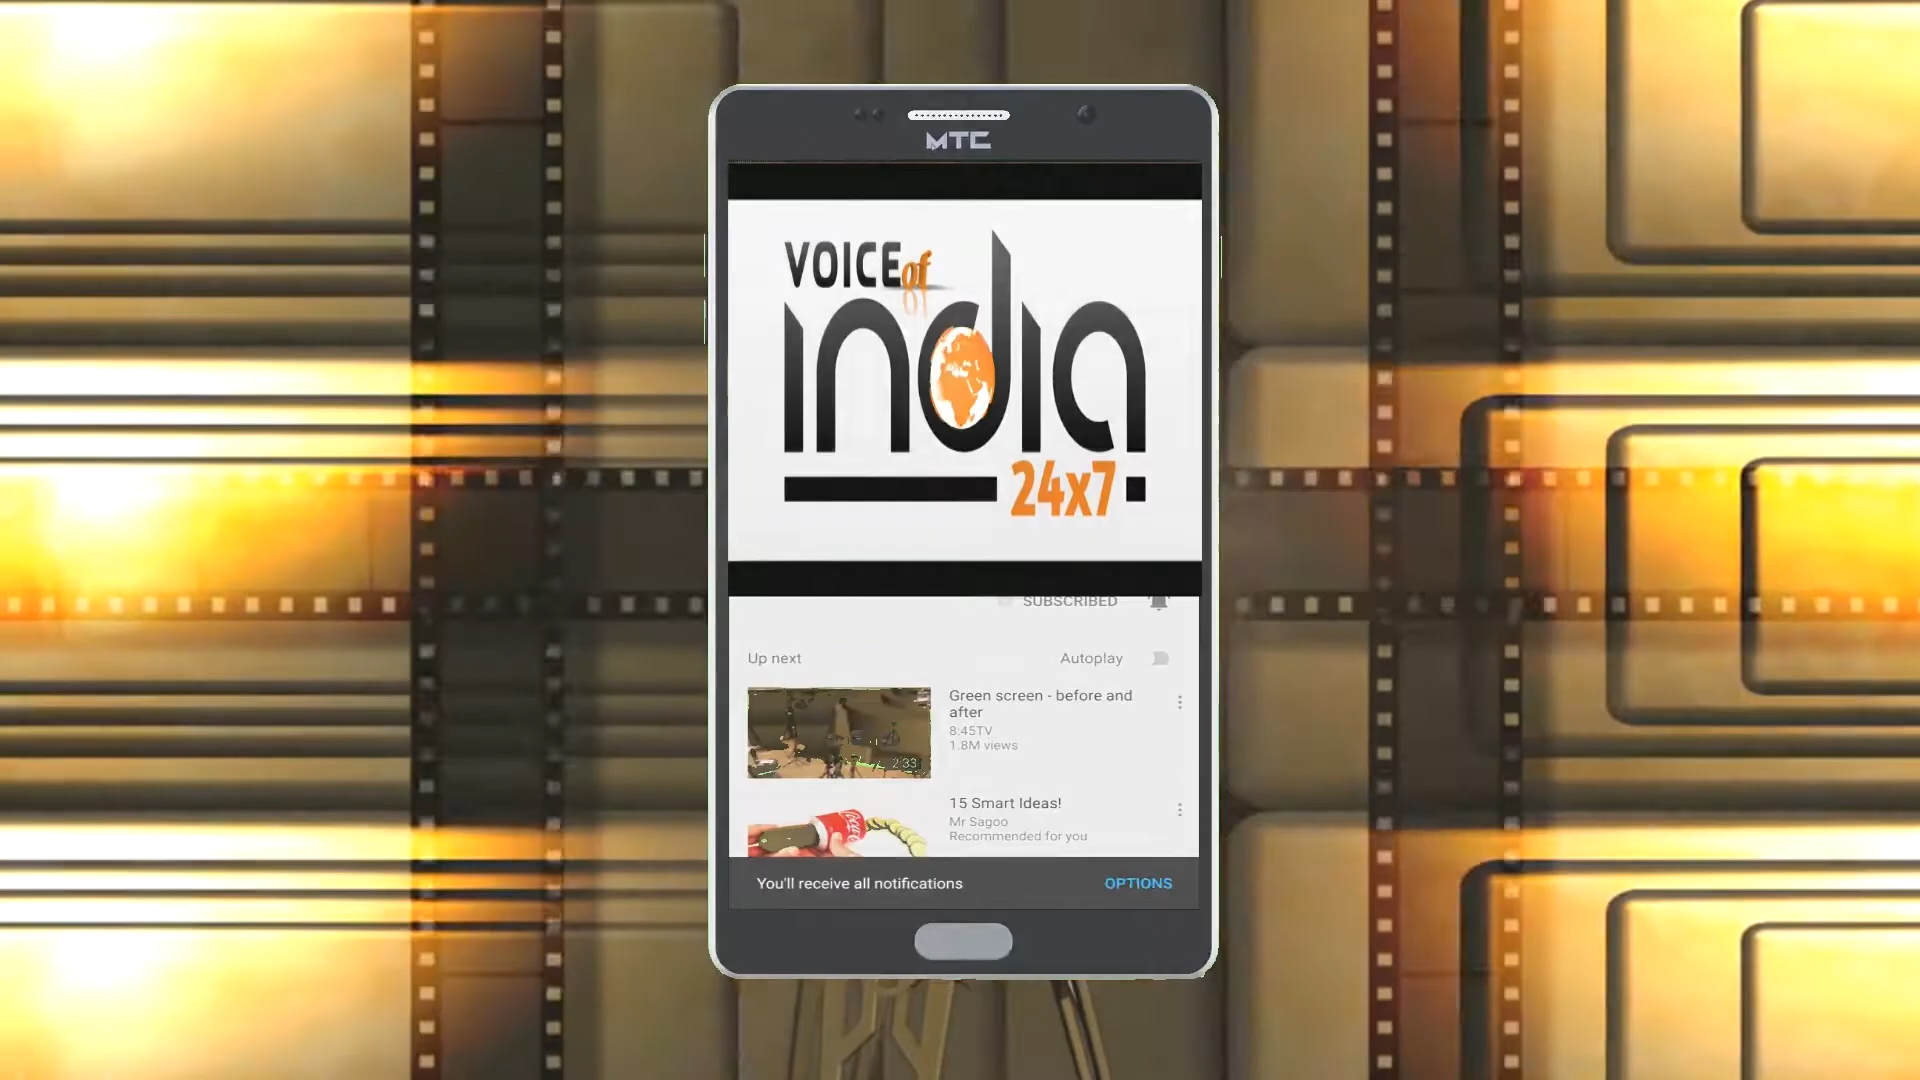 MTC
VOICE of
india
24x7
SUBSCRIBED
Up next
Autoplay
Green screen - before and
after
8:45TV
1.8M views
2:33
15 Smart Ideas!
Mr Sagoo
Recommended for you
You'll receive all notifications
OPTIONS